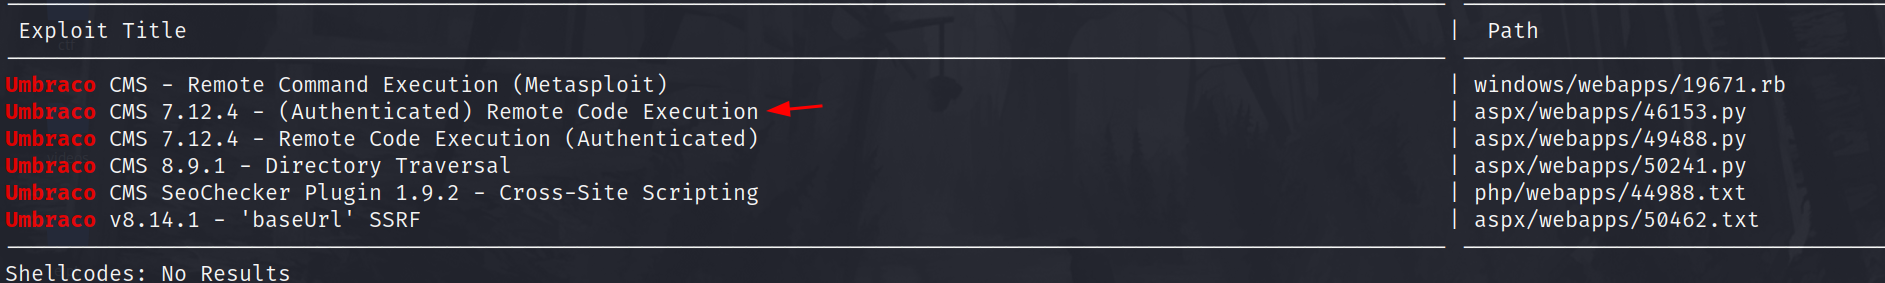 Exploit Title | Path
Umbraco CMS - Remote Command Execution (Metasploit) | windows/webapps/19671.rb
Umbraco CMS 7.12.4 - (Authenticated) Remote Code Execution | aspx/webapps/46153.py
Umbraco CMS 7.12.4 - Remote Code Execution (Authenticated) | aspx/webapps/49488.py
Umbraco CMS 8.9.1 - Directory Traversal | aspx/webapps/50241.py
Umbraco CMS SeoChecker Plugin 1.9.2 - Cross-Site Scripting | php/webapps/44988.txt
Umbraco v8.14.1 - 'baseUrl' SSRF | aspx/webapps/50462.txt
Shellcodes: No Results